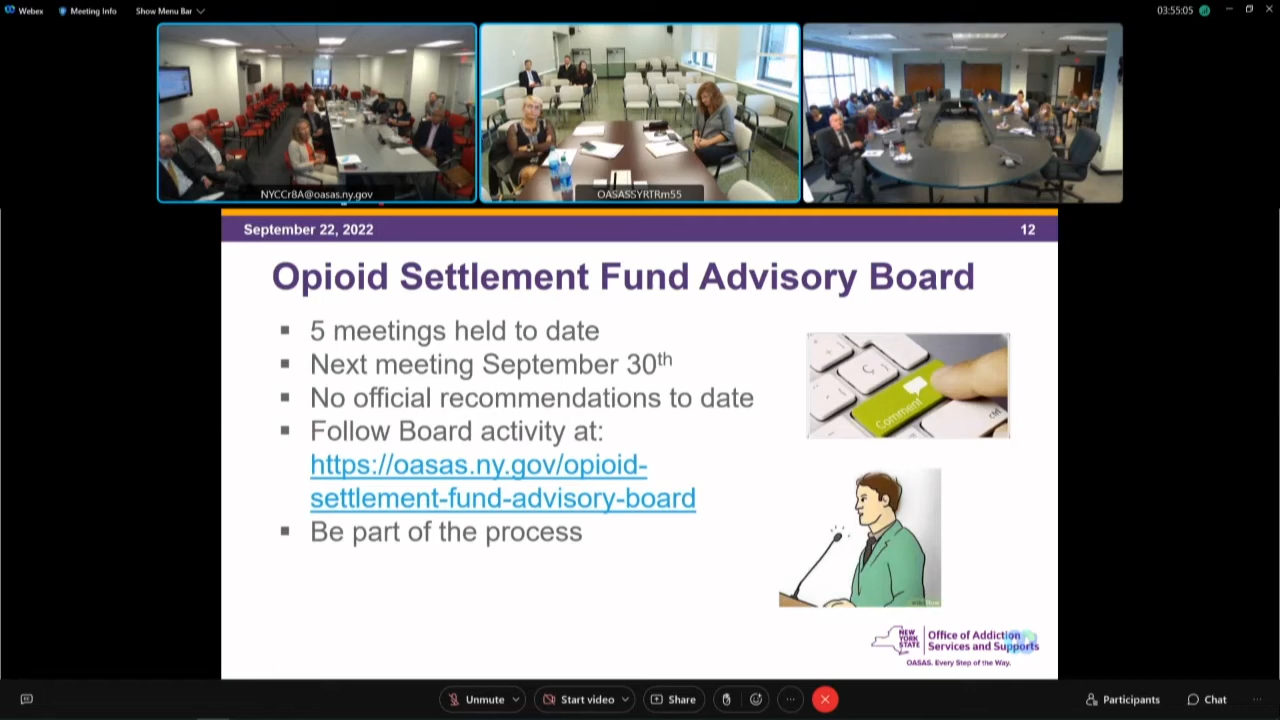 Webex
Meeting Info
Show Menu Bar
03:55:05
NYCCr8A@oasas.ny.gov
OASASSYRTRm55
September 22, 2022
12
Opioid Settlement Fund Advisory Board
5 meetings held to date
Next meeting September 30th
No official recommendations to date
Follow Board activity at:
https://oasas.ny.gov/opioid-
settlement-fund-advisory-board
Be part of the process
Comment
ctrl
NEW
YORK
STATE
Office of Addiction
Services and Supports
OASAS. Every Step of the Way.
Unmute
Start video
Share
Participants
Chat